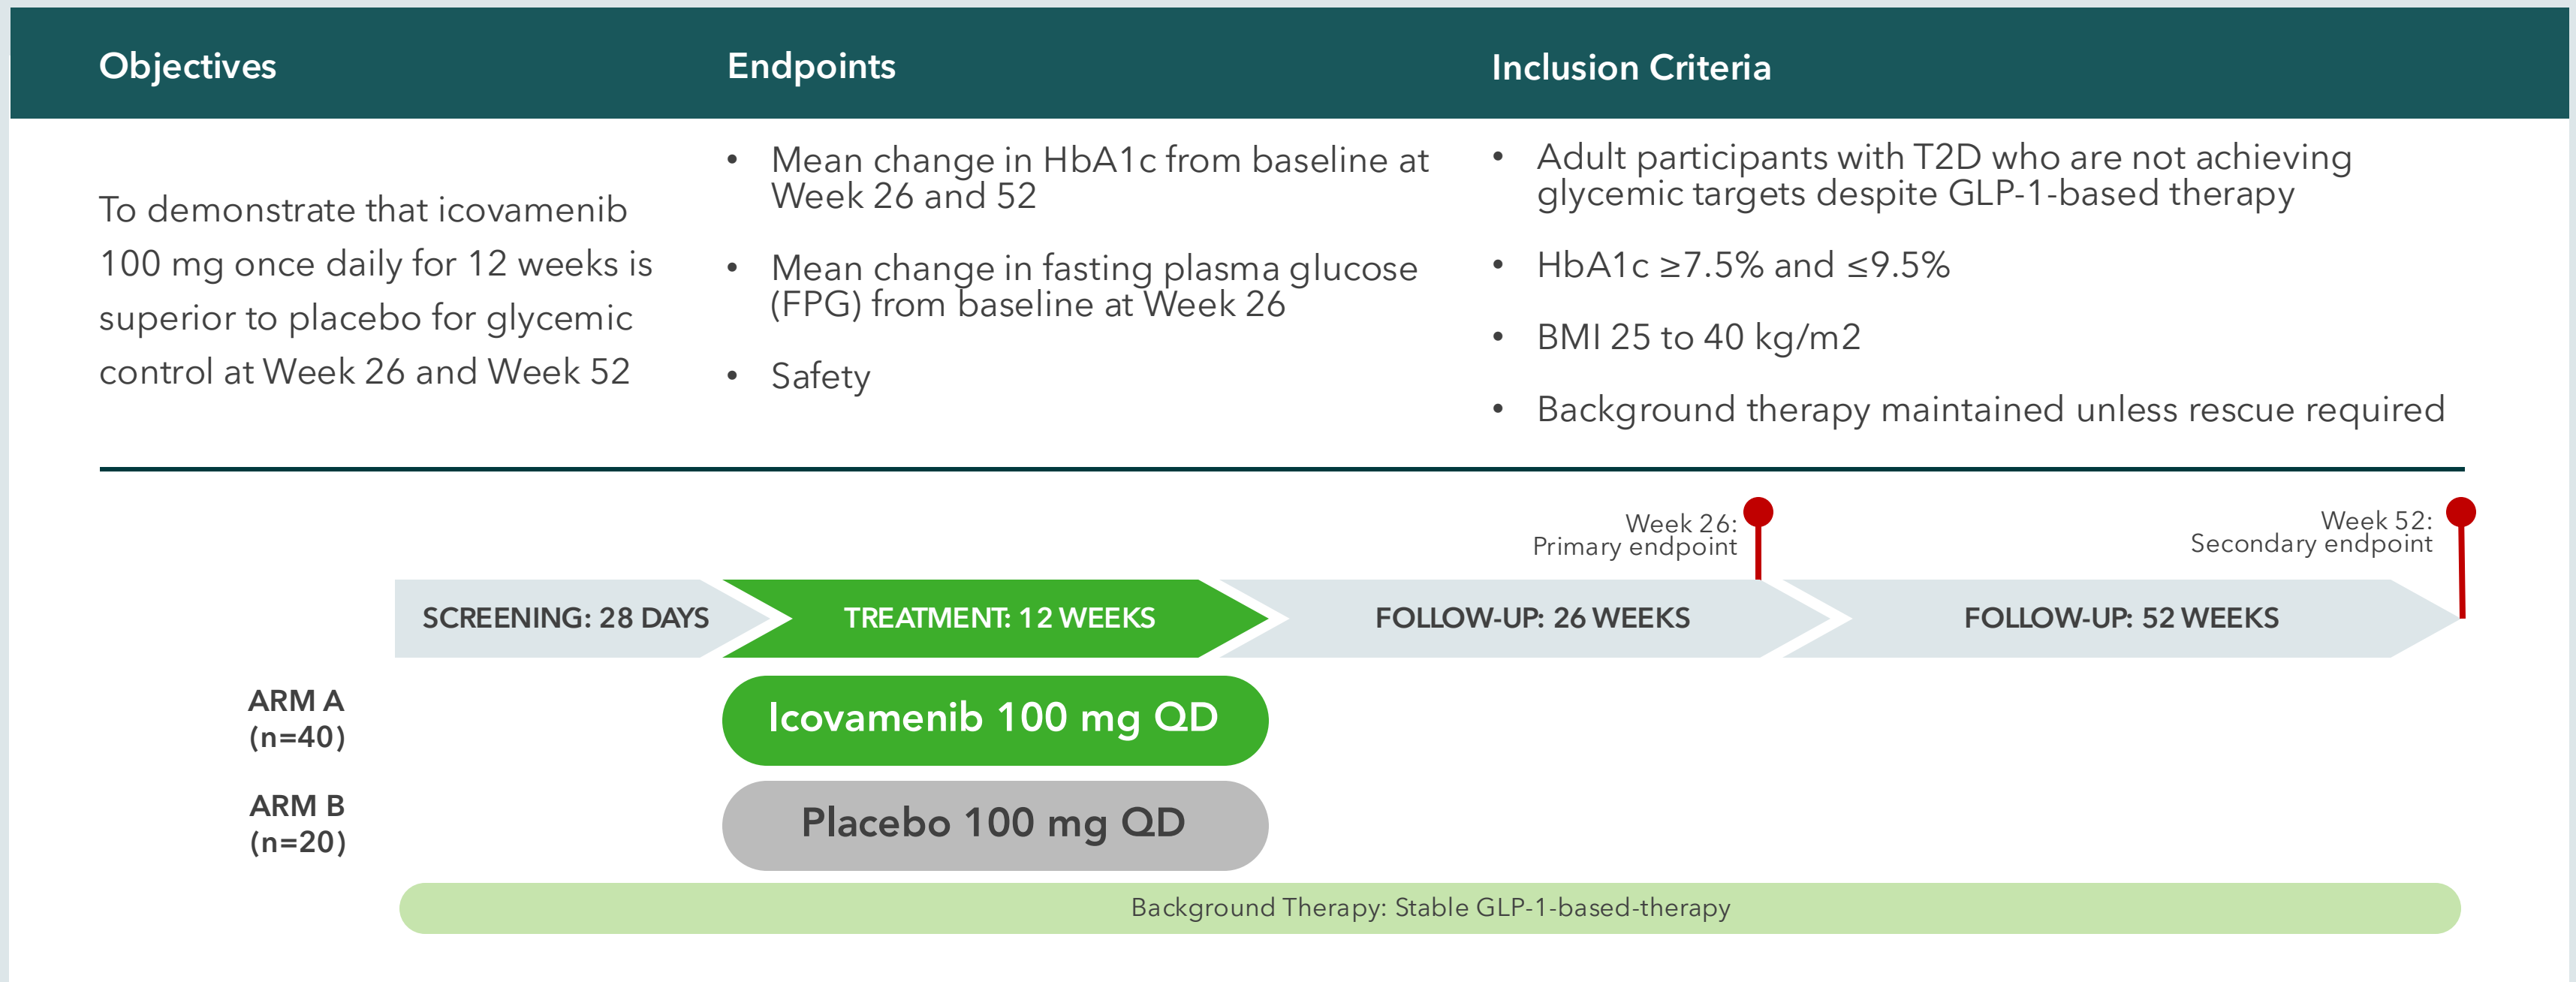 Objectives
Endpoints
Inclusion Criteria
To demonstrate that icovamenib
100 mg once daily for 12 weeks is
superior to placebo for glycemic
control at Week 26 and Week 52
• Mean change in HbA1c from baseline at
Week 26 and 52
• Mean change in fasting plasma glucose
(FPG) from baseline at Week 26
• Safety
• Adult participants with T2D who are not achieving
glycemic targets despite GLP-1-based therapy
• HbA1c ≥7.5% and ≤9.5%
• BMI 25 to 40 kg/m2
• Background therapy maintained unless rescue required
Week 26:
Primary endpoint
Week 52:
Secondary endpoint
SCREENING: 28 DAYS
TREATMENT: 12 WEEKS
FOLLOW-UP: 26 WEEKS
FOLLOW-UP: 52 WEEKS
ARM A
(n=40)
Icovamenib 100 mg QD
ARM B
(n=20)
Placebo 100 mg QD
Background Therapy: Stable GLP-1-based-therapy